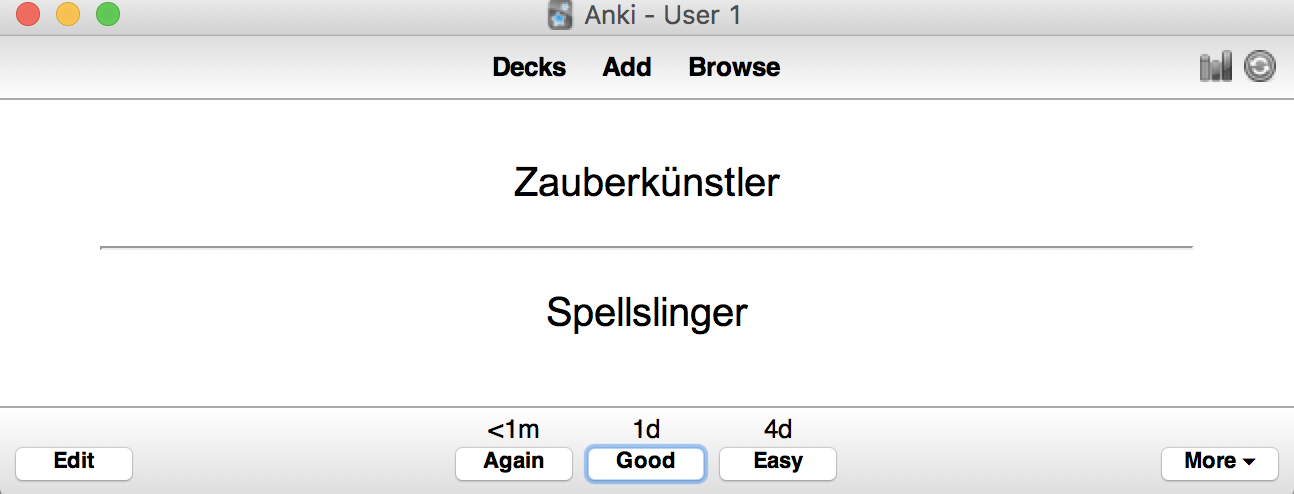 Anki - User 1
Decks Add Browse
Zauberkünstler
Spellslinger
<1m 1d 4d
Edit Again Good Easy More